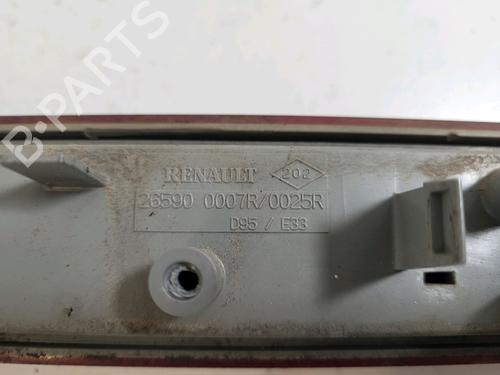 RENAULT 202
26590 0007R/0025R
D95 / E33
B-PARTS